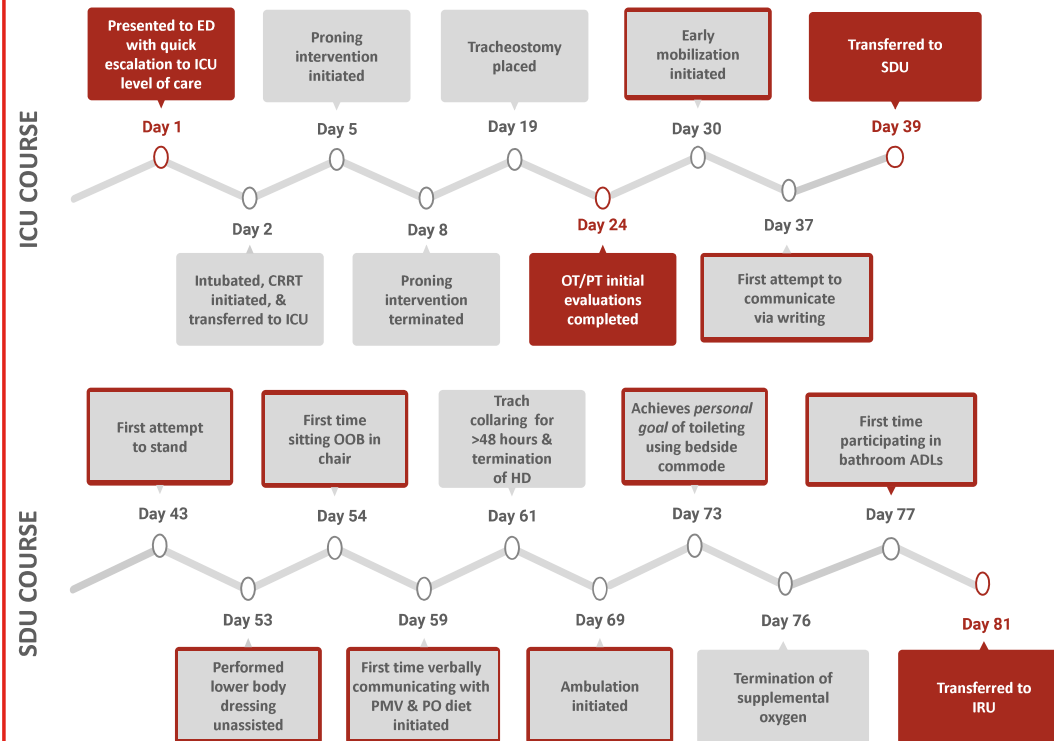 ICU COURSE
Presented to ED
with quick
escalation to ICU
level of care
Day 1
Intubated, CRRT
initiated, &
transferred to ICU
Day 2
Proning
intervention
initiated
Day 5
Day 8
Proning
intervention
terminated
Tracheostomy
placed
Day 19
Day 24
OT/PT initial
evaluations
completed
Early
mobilization
initiated
Day 30
Day 37
First attempt to
communicate
via writing
Transferred to
SDU
Day 39
SDU COURSE
First attempt
to stand
Day 43
Day 53
Performed
lower body
dressing
unassisted
First time
sitting OOB in
chair
Day 54
Day 59
First time verbally
communicating with
PMV & PO diet
initiated
Trach
collaring for
>48 hours &
termination
of HD
Day 61
Day 69
Ambulation
initiated
Achieves personal
goal of toileting
using bedside
commode
Day 73
Day 76
Termination of
supplemental
oxygen
First time
participating in
bathroom ADLs
Day 77
Day 81
Transferred to
IRU